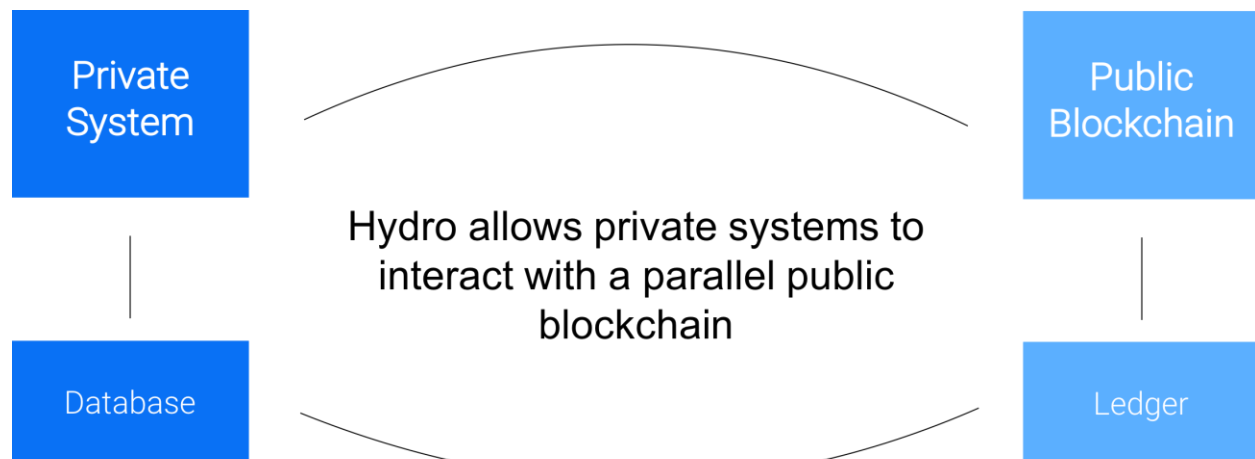 Private
System
Public
Blockchain
Hydro allows private systems to
interact with a parallel public
blockchain
Database
Ledger